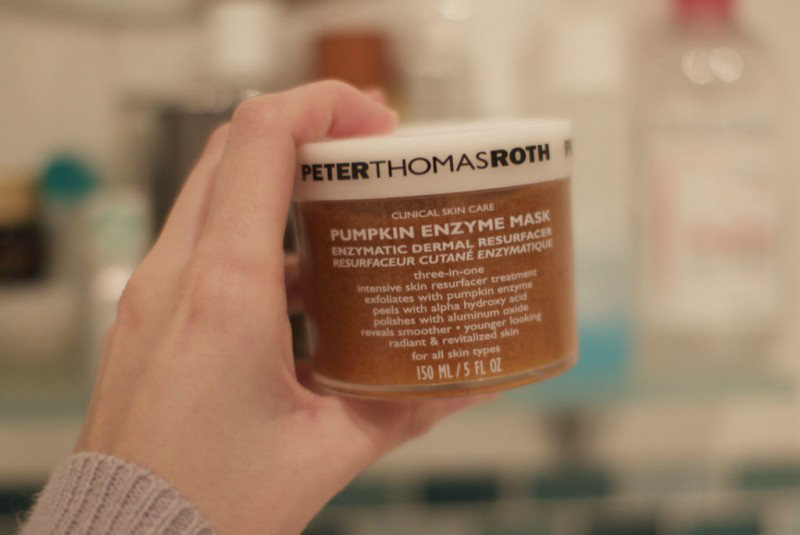 PETERTHOMASROTH
CLINICAL SKIN CARE
PUMPKIN ENZYME MASK
ENZYMATIC DERMAL RESURFACER
RESURFACEUR CUTANÉ ENZYMATIQUE
three-in-one
intensive skin resurfacer treatment
exfoliates with pumpkin enzyme
peels with alpha hydroxy acid
polishes with aluminum oxide
reveals smoother • younger looking
radiant & revitalized skin
for all skin types
150 ML / 5 FL OZ